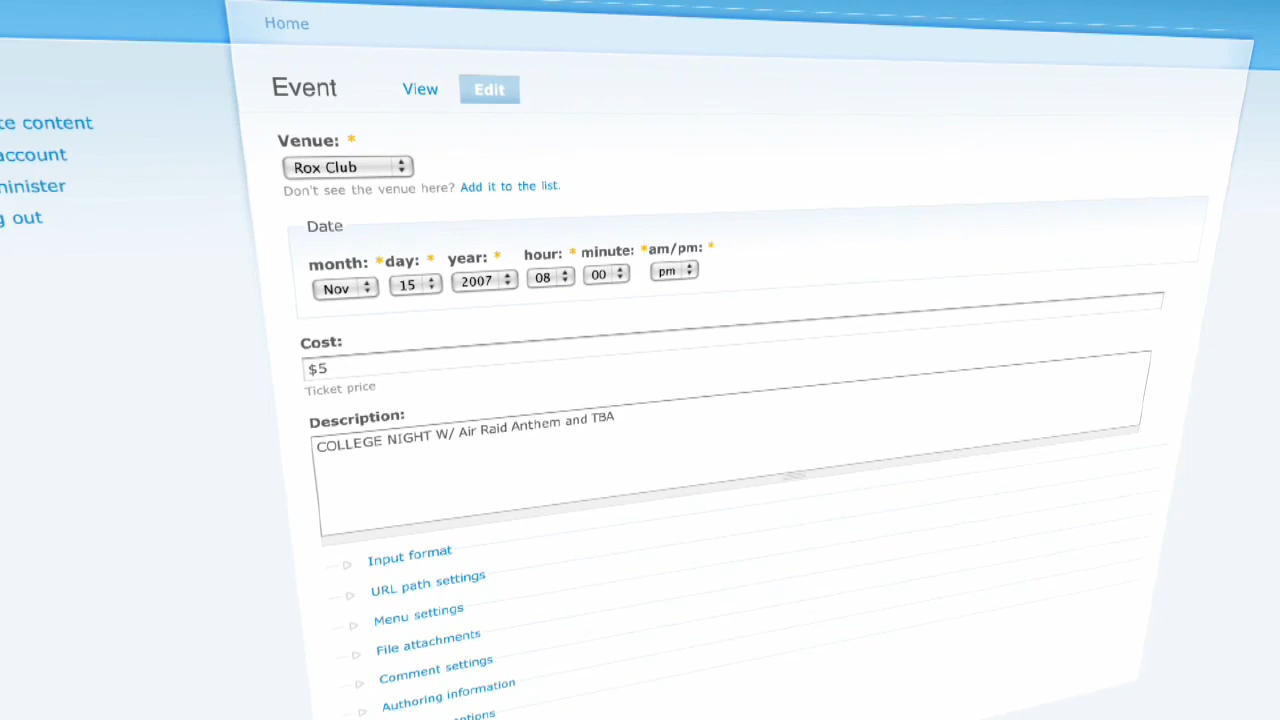 Home
Event View Edit
te content
account
minister
g out
Venue: *
Rox Club
Don't see the venue here? Add it to the list.
Date
month: * day: * year: * hour: * minute: * am/pm: *
Nov 15 2007 08 00 pm
Cost:
$5
Ticket price
Description:
COLLEGE NIGHT W/ Air Raid Anthem and TBA
Input format
URL path settings
Menu settings
File attachments
Comment settings
Authoring information
ptions